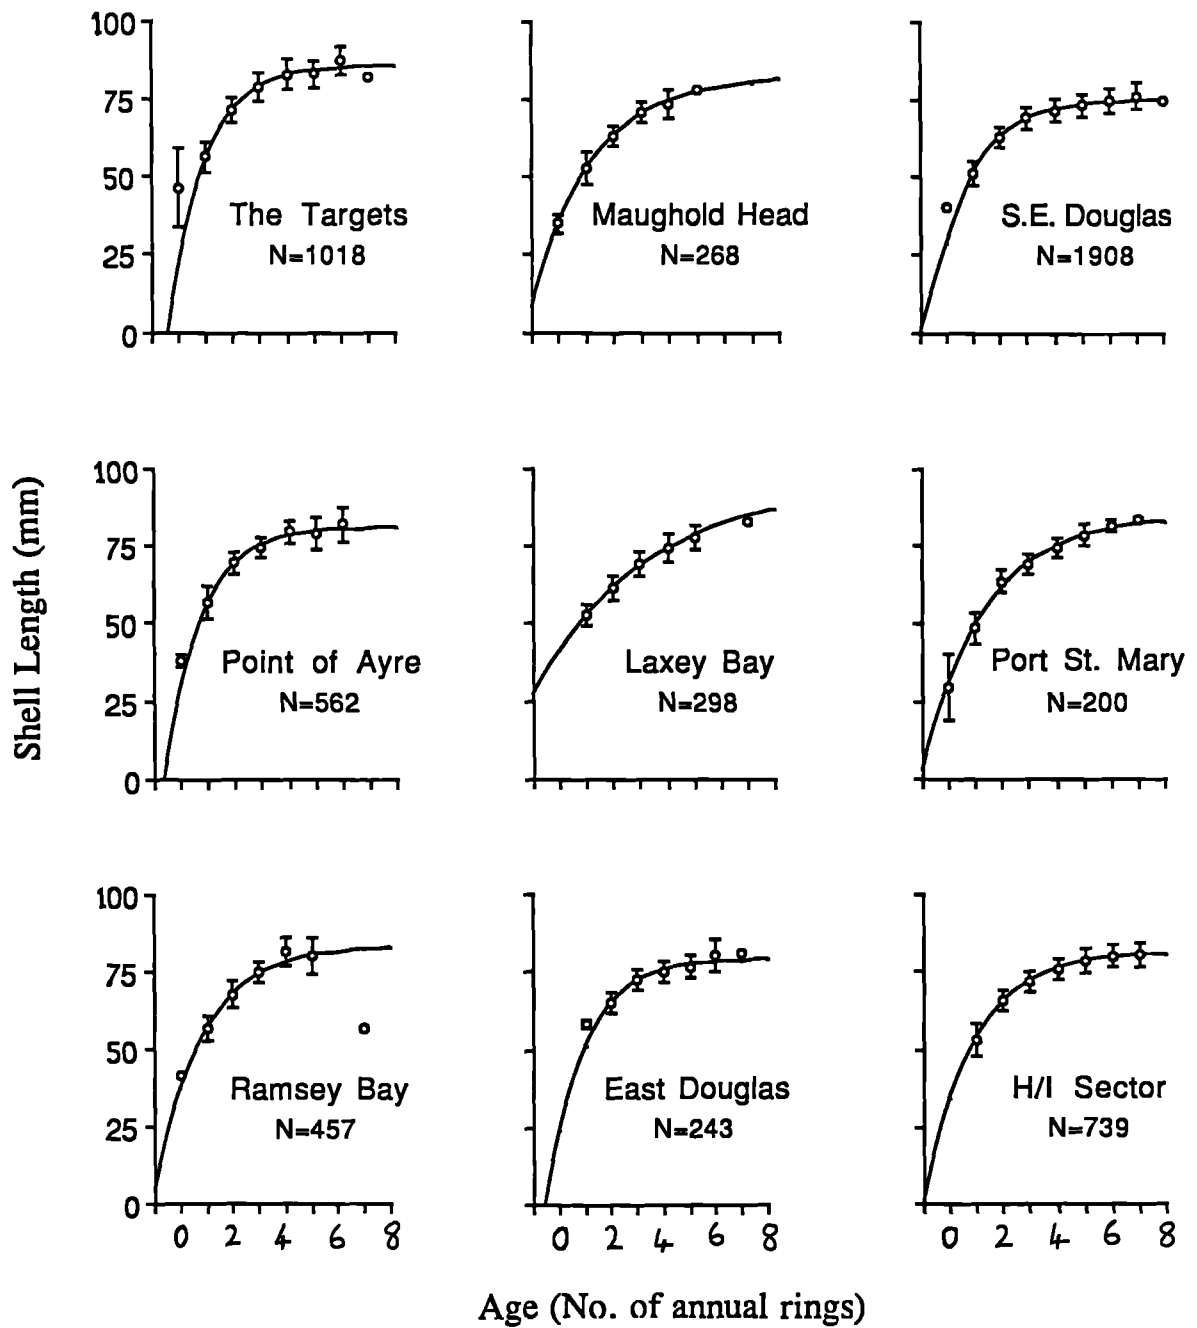 100
75
50
25
0
The Targets
N=1018
Maughold Head
N=268
S.E. Douglas
N=1908
Shell Length (mm)
100
75
50
25
0
Point of Ayre
N=562
Laxey Bay
N=298
Port St. Mary
N=200
100
75
50
25
0
Ramsey Bay
N=457
East Douglas
N=243
H/I Sector
N=739
0 2 4 6 8
0 2 4 6 8
0 2 4 6 8
Age (No. of annual rings)